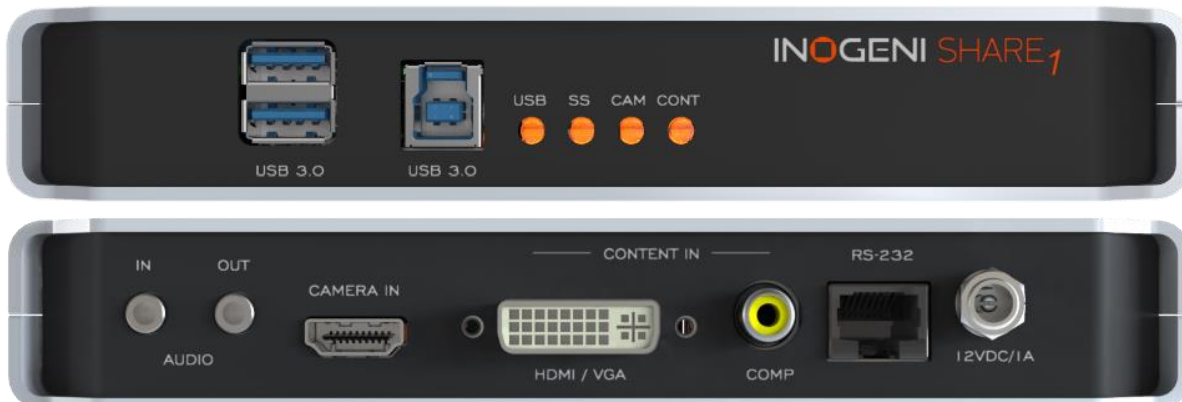 INOGENI SHARE1
USB SS CAM CONT
USB 3.0 USB 3.0
CONTENT IN
IN OUT RS-232
CAMERA IN
AUDIO
HDMI / VGA COMP 12VDC/1A